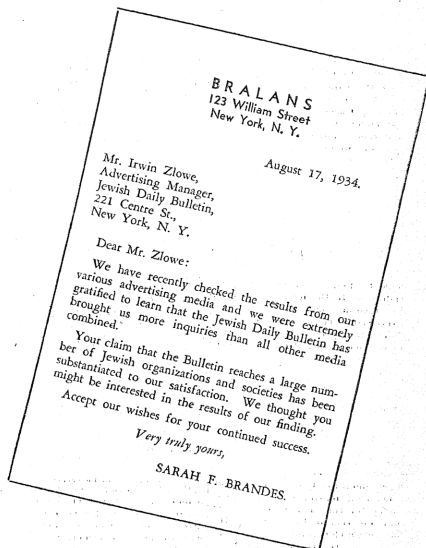 BRALANS
123 William Street
New York, N. Y.
August 17, 1934.
Mr. Irwin Zlowe,
Advertising Manager,
Jewish Daily Bulletin,
221 Centre St.,
New York, N. Y.
Dear Mr. Zlowe:
We have recently checked the results from our
various advertising media and we were extremely
gratified to learn that the Jewish Daily Bulletin has
brought us more inquiries than all other media
combined.
Your claim that the Bulletin reaches a large num-
ber of Jewish organizations and societies has been
substantiated to our satisfaction. We thought you
might be interested in the results of our finding.
Accept our wishes for your continued success.
Very truly yours,
SARAH F. BRANDES.